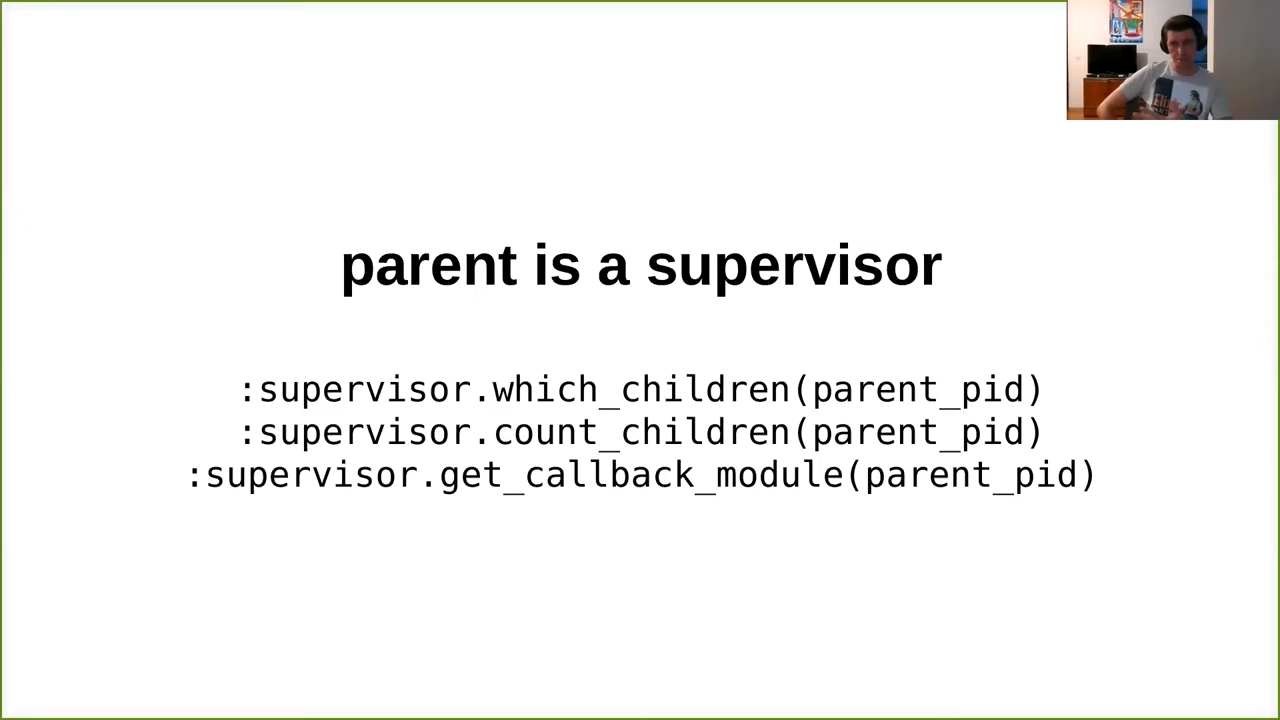 parent is a supervisor
:supervisor.which_children(parent_pid)
:supervisor.count_children(parent_pid)
:supervisor.get_callback_module(parent_pid)